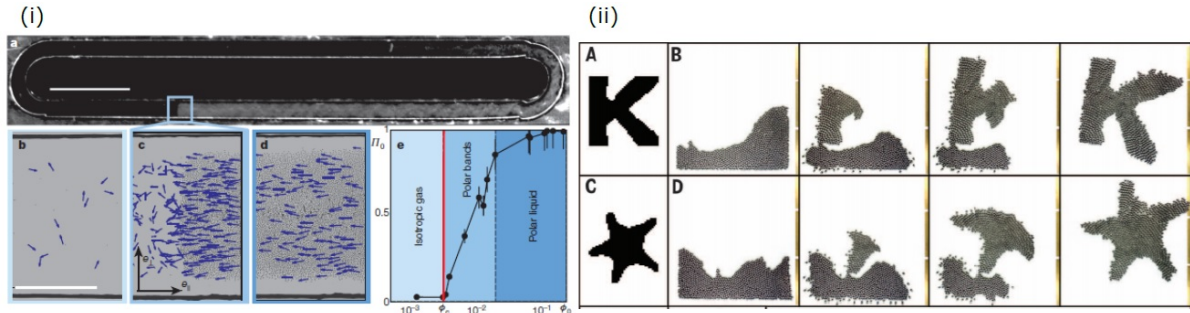 (i)
(ii)
a
b
c
d
e
Π₀
1
0.5
0
Isotropic gas
Polar bands
Polar liquid
10⁻³
ϕc
10⁻²
10⁻¹
ϕ₀
A
B
K
C
D